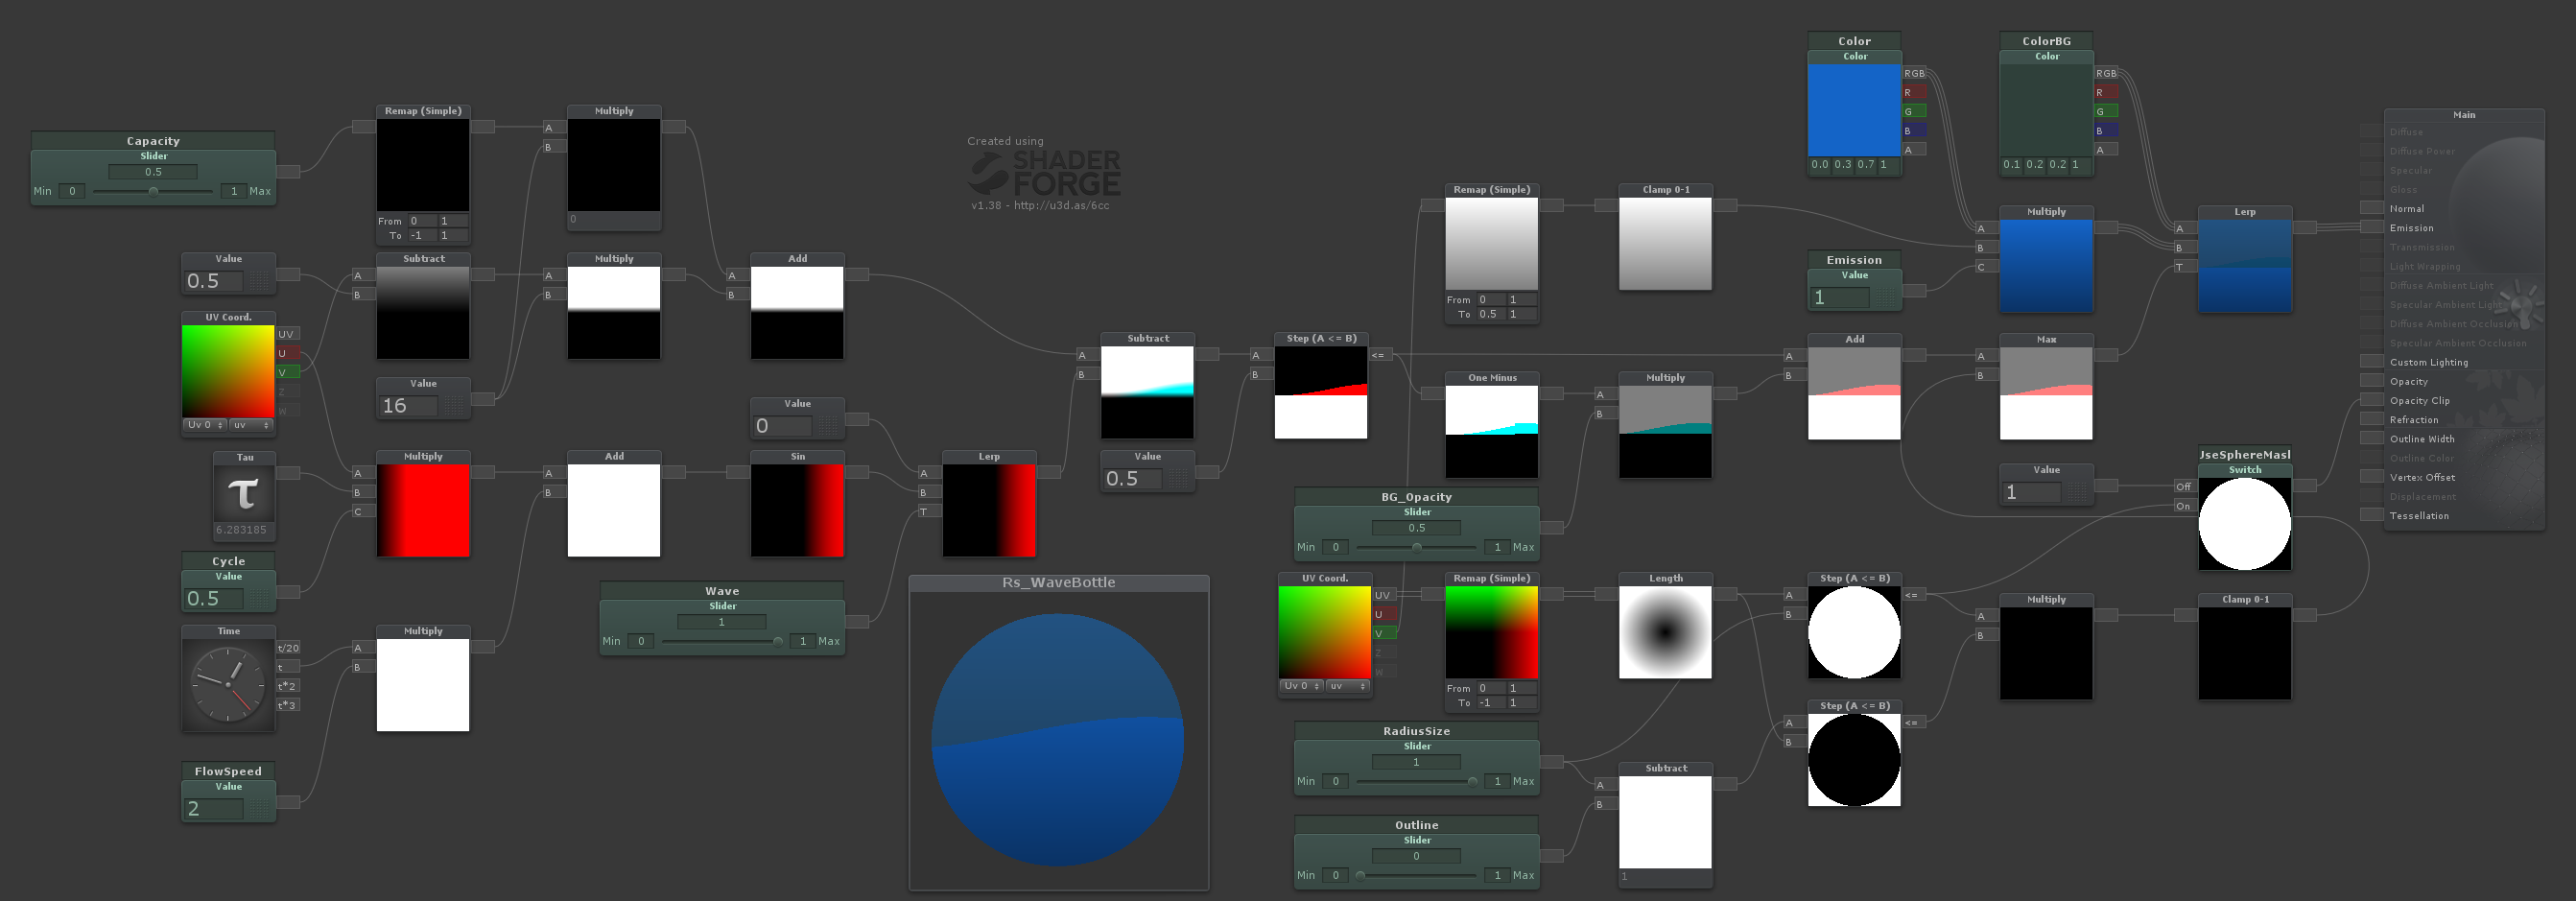 Capacity
Slider
0.5
Min 0 1 Max
Remap (Simple)
From 0 1
To -1 1
Multiply
A
B
0
Value
0.5
Subtract
A
B
Multiply
A
B
Add
A
B
UV Coord.
UV
U
V
Z
W
Uv 0 uv
Value
16
Tau
τ
6.283185
Multiply
A
B
C
Add
A
B
Value
0
Sin
Lerp
A
B
T
Cycle
Value
0.5
Wave
Slider
1
Min 0 1 Max
Time
t/20
t
t*2
t*3
Multiply
A
B
FlowSpeed
Value
2
Created using
SHADER
FORGE
v1.38 - http://u3d.as/6cc
Rs_WaveBottle
Subtract
A
B
Value
0.5
Step (A <= B)
A
B
<=
Remap (Simple)
From 0 1
To 0.5 1
Clamp 0-1
One Minus
Multiply
A
B
BG_Opacity
Slider
0.5
Min 0 1 Max
UV Coord.
UV
U
V
Z
W
Uv 0 uv
Remap (Simple)
From 0 1
To -1 1
Length
RadiusSize
Slider
1
Min 0 1 Max
Outline
Slider
0
Min 0 1 Max
Subtract
A
B
1
Color
Color
RGB
R
G
B
A
0.0 0.3 0.7 1
ColorBG
Color
RGB
R
G
B
A
0.1 0.2 0.2 1
Emission
Value
1
Multiply
A
B
C
Lerp
A
B
T
Add
A
B
Max
A
B
Value
1
JseSphereMasl
Switch
Off
On
Step (A <= B)
A
B
<=
Step (A <= B)
A
B
<=
Multiply
A
B
Clamp 0-1
Main
Diffuse
Diffuse Power
Specular
Gloss
Normal
Emission
Transmission
Light Wrapping
Diffuse Ambient Light
Specular Ambient Light
Diffuse Ambient Occlusion
Specular Ambient Occlusion
Custom Lighting
Opacity
Opacity Clip
Refraction
Outline Width
Outline Color
Vertex Offset
Displacement
Tessellation